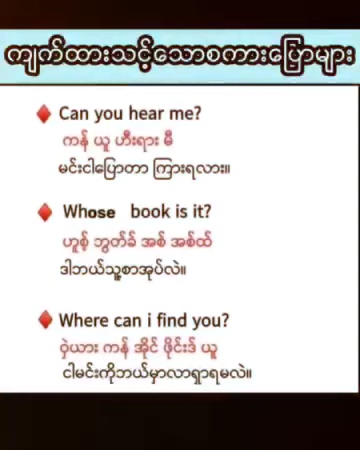 ကျက်ထားသင့်သောစကားပြောများ
Can you hear me?
ကန် ယူ ဟီးရား မီ
မင်းငါပြောတာ ကြားရလား။
Whose book is it?
ဟူစ့် ဘွတ်ခ် အစ် အစ်ထ်
ဒါဘယ်သူ့စာအုပ်လဲ။
Where can i find you?
ဝှဲယား ကန် အိုင် ဖိုင်းဒ် ယူ
ငါမင်းကိုဘယ်မှာလာရှာရမလဲ။